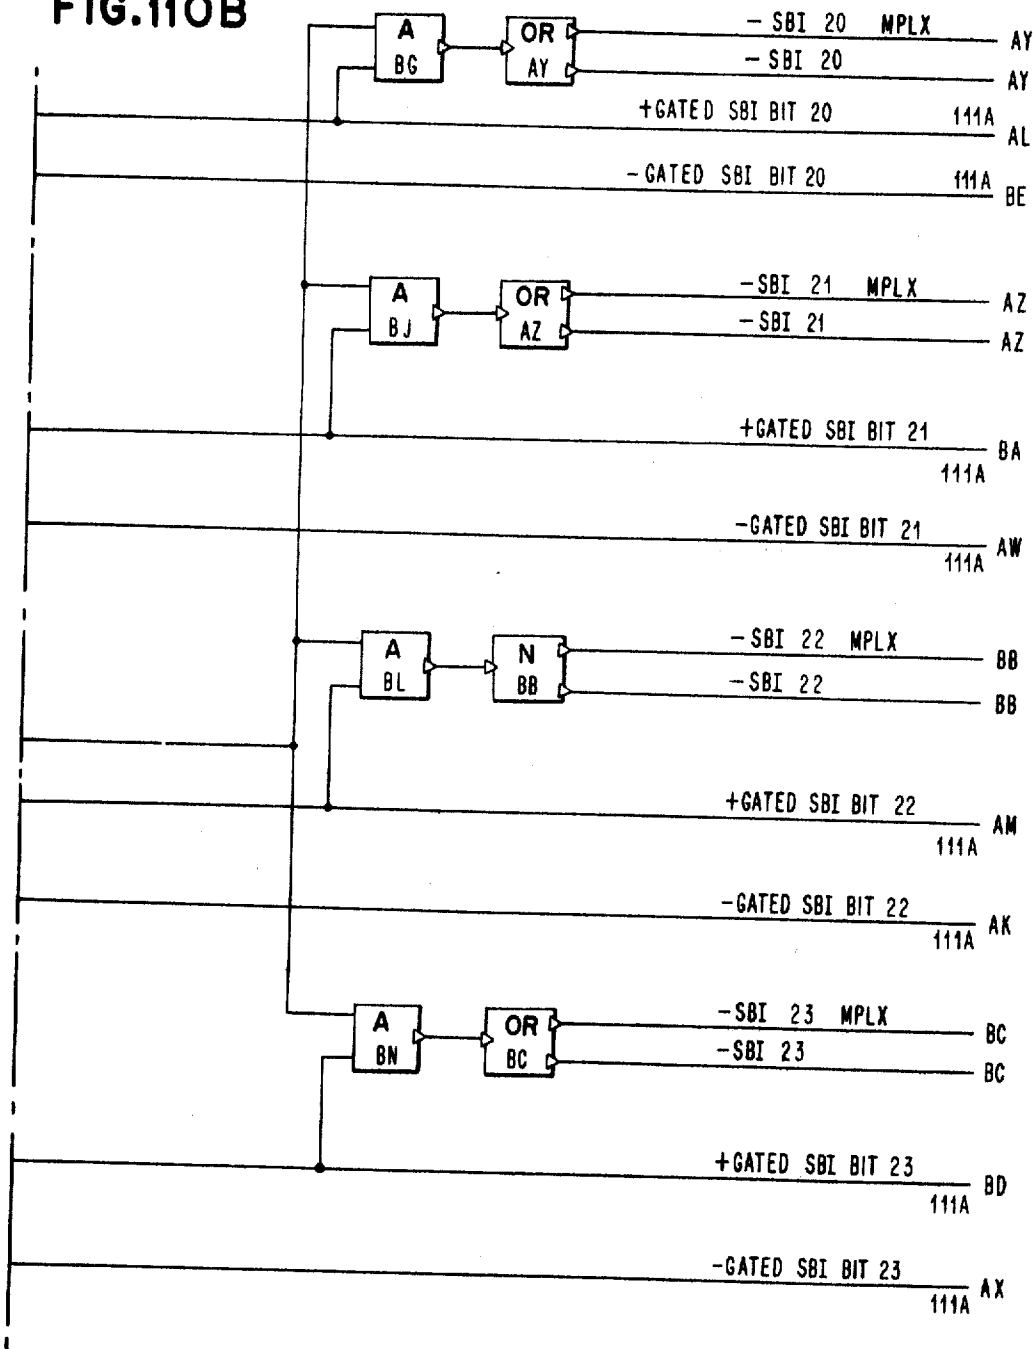 FIG.110B
A
BG
OR
AY
- SBI 20 MPLX AY
- SBI 20 AY
+GATED SBI BIT 20 111A AL
-GATED SBI BIT 20 111A BE
A
BJ
OR
AZ
-SBI 21 MPLX AZ
-SBI 21 AZ
+GATED SBI BIT 21 BA
111A
-GATED SBI BIT 21 AW
111A
A
BL
N
BB
-SBI 22 MPLX BB
-SBI 22 BB
+GATED SBI BIT 22 AM
111A
-GATED SBI BIT 22 AK
111A
A
BN
OR
BC
-SBI 23 MPLX BC
-SBI 23 BC
+GATED SBI BIT 23 BD
111A
-GATED SBI BIT 23 AX
111A